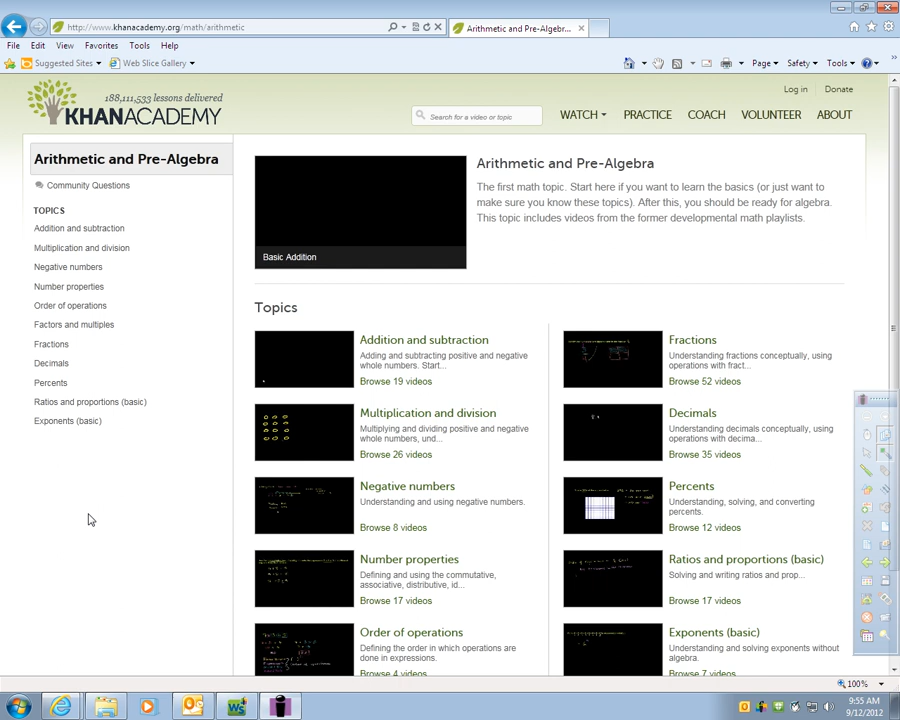 http://www.khanacademy.org/math/arithmetic
Arithmetic and Pre-Algebr...
File Edit View Favorites Tools Help
Suggested Sites Web Slice Gallery
Page Safety Tools
188,111,533 lessons delivered
KHANACADEMY
Log in Donate
Search for a video or topic
WATCH PRACTICE COACH VOLUNTEER ABOUT
Arithmetic and Pre-Algebra
Community Questions
TOPICS
Addition and subtraction
Multiplication and division
Negative numbers
Number properties
Order of operations
Factors and multiples
Fractions
Decimals
Percents
Ratios and proportions (basic)
Exponents (basic)
Basic Addition
Arithmetic and Pre-Algebra
The first math topic. Start here if you want to learn the basics (or just want to
make sure you know these topics). After this, you should be ready for algebra.
This topic includes videos from the former developmental math playlists.
Topics
Addition and subtraction
Adding and subtracting positive and negative
whole numbers. Start...
Browse 19 videos
Multiplication and division
Multiplying and dividing positive and negative
whole numbers, und...
Browse 26 videos
Negative numbers
Understanding and using negative numbers.
Browse 8 videos
Number properties
Defining and using the commutative,
associative, distributive, id...
Browse 17 videos
Order of operations
Defining the order in which operations are
done in expressions.
Browse 4 videos
Fractions
Understanding fractions conceptually, using
operations with fract...
Browse 52 videos
Decimals
Understanding decimals conceptually, using
operations with decima...
Browse 35 videos
Percents
Understanding, solving, and converting
percents.
Browse 12 videos
Ratios and proportions (basic)
Solving and writing ratios and prop...
Browse 17 videos
Exponents (basic)
Understanding and solving exponents without
algebra.
Browse 7 videos
100%
9:55 AM
9/12/2012